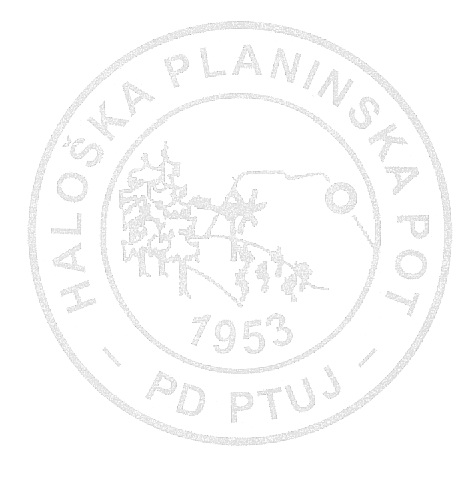 HALOŠKA PLANINSKA POT
1953
– PD PTUJ –